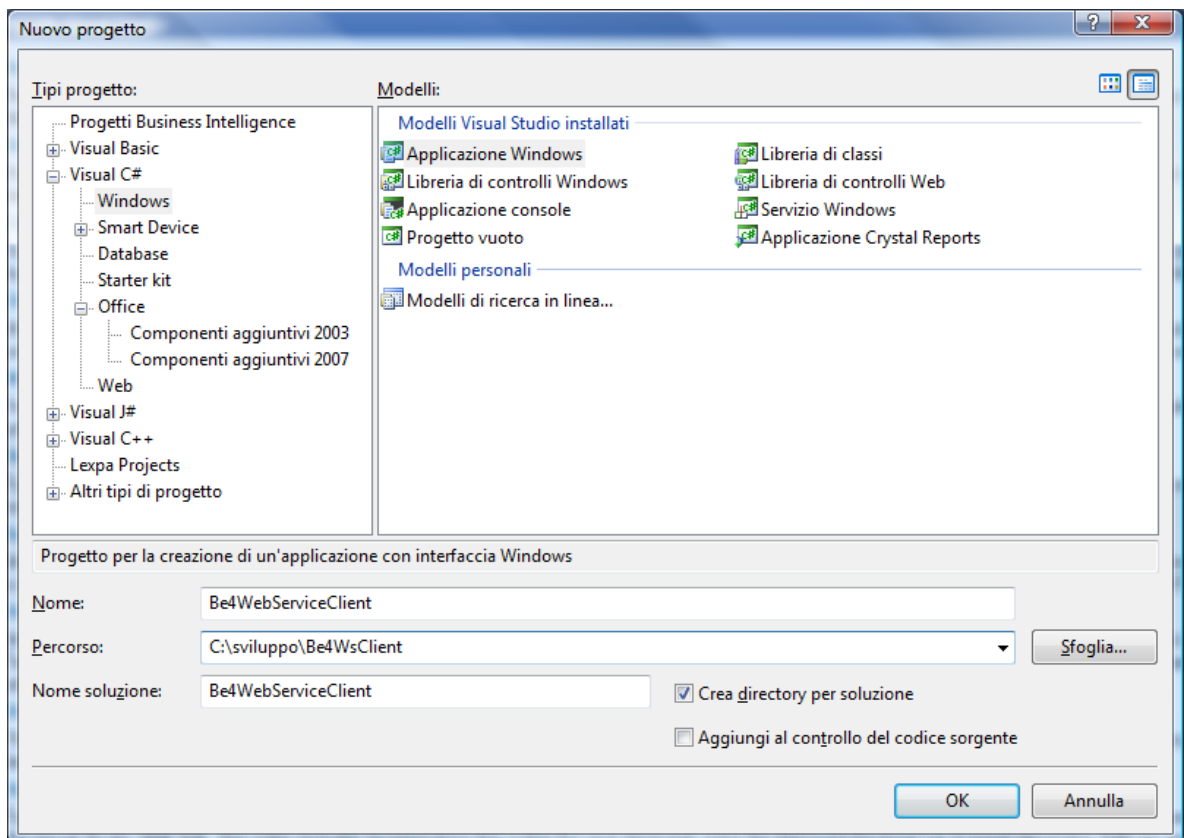 Nuovo progetto
Tipi progetto:
Modelli:
Progetti Business Intelligence
Visual Basic
Visual C#
Windows
Smart Device
Database
Starter kit
Office
Componenti aggiuntivi 2003
Componenti aggiuntivi 2007
Web
Visual J#
Visual C++
Lexpa Projects
Altri tipi di progetto
Modelli Visual Studio installati
Applicazione Windows
Libreria di classi
Libreria di controlli Windows
Libreria di controlli Web
Applicazione console
Servizio Windows
Progetto vuoto
Applicazione Crystal Reports
Modelli personali
Modelli di ricerca in linea...
Progetto per la creazione di un'applicazione con interfaccia Windows
Nome:
Be4WebServiceClient
Percorso:
C:\sviluppo\Be4WsClient
Sfoglia...
Nome soluzione:
Be4WebServiceClient
Crea directory per soluzione
Aggiungi al controllo del codice sorgente
OK
Annulla